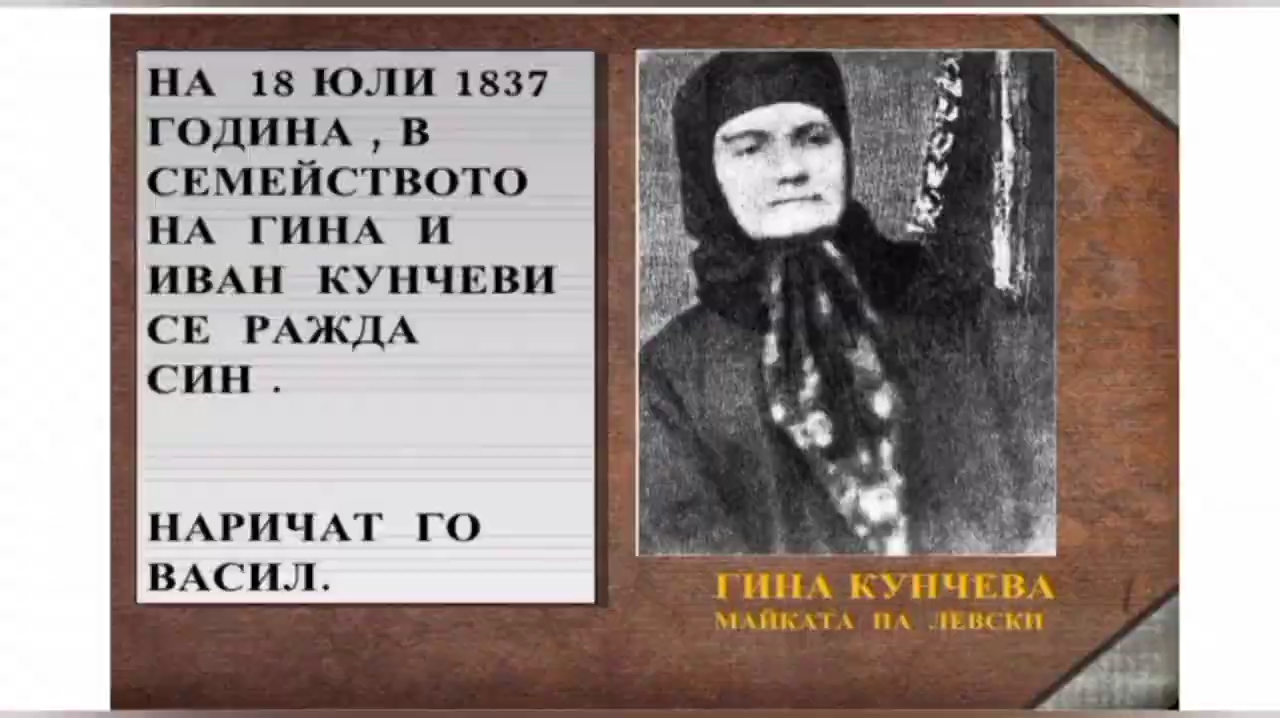 НА 18 ЮЛИ 1837
ГОДИНА , В
СЕМЕЙСТВОТО
НА ГИНА И
ИВАН КУНЧЕВИ
СЕ РАЖДА
СИН .
НАРИЧАТ ГО
ВАСИЛ.
ГИНА КУНЧЕВА
МАЙКАТА НА ЛЕВСКИ